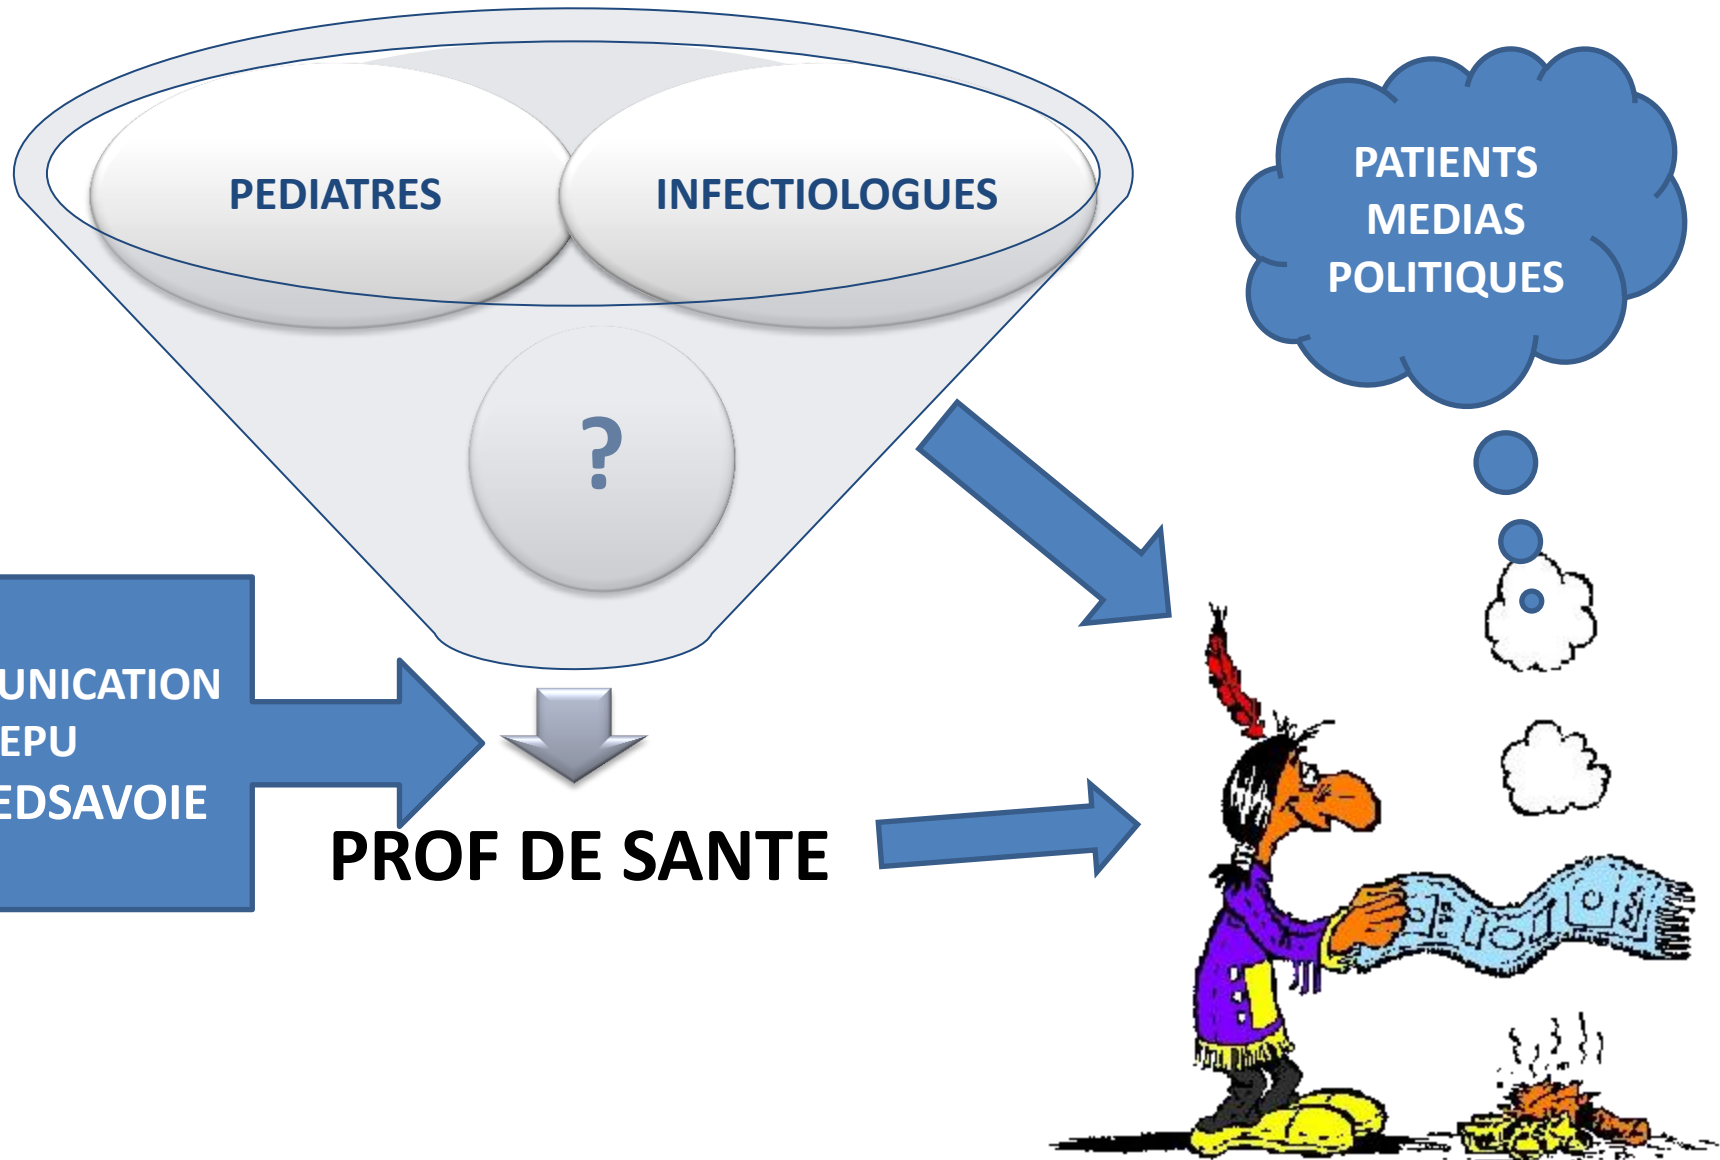 PEDIATRES
INFECTIOLOGUES
PATIENTS
MEDIAS
POLITIQUES
?
UNICATION
EPU
EDSAVOIE
PROF DE SANTE